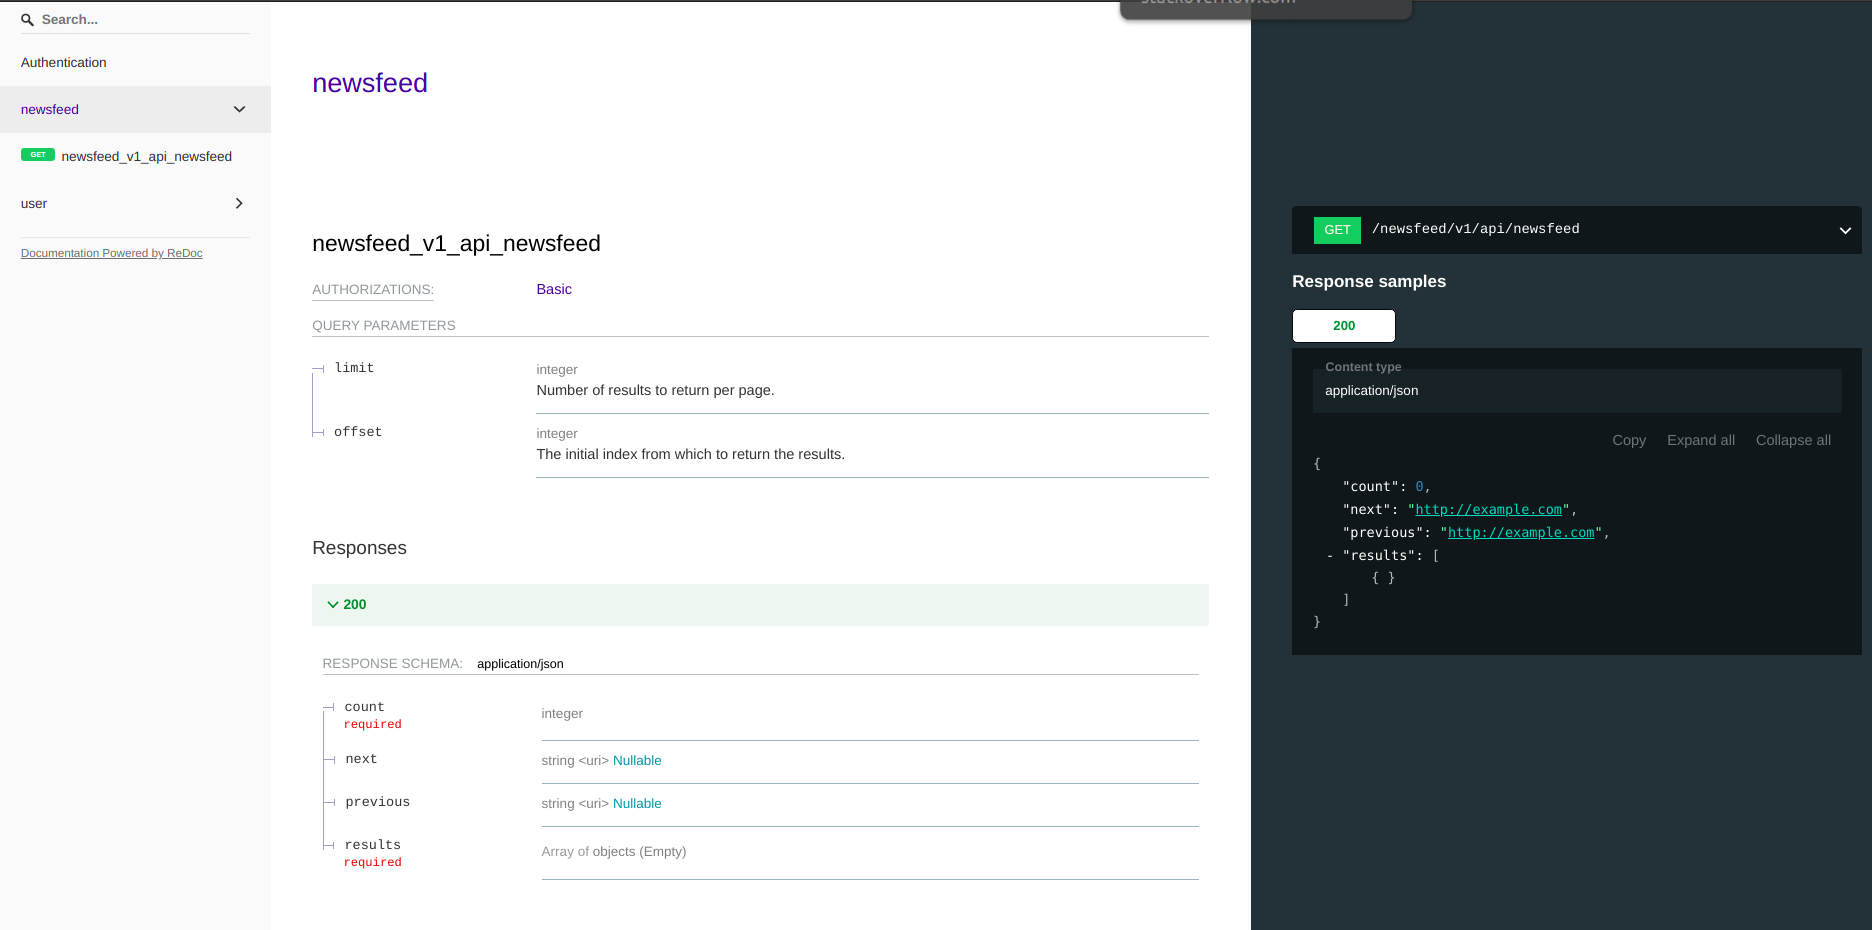 Search...
Authentication
newsfeed
GET newsfeed_v1_api_newsfeed
user
Documentation Powered by ReDoc
newsfeed
newsfeed_v1_api_newsfeed
AUTHORIZATIONS: Basic
QUERY PARAMETERS
limit
integer
Number of results to return per page.
offset
integer
The initial index from which to return the results.
Responses
200
RESPONSE SCHEMA: application/json
count
required
integer
next
string <uri> Nullable
previous
string <uri> Nullable
results
required
Array of objects (Empty)
stackoverflow.com
GET /newsfeed/v1/api/newsfeed
Response samples
200
Content type
application/json
Copy Expand all Collapse all
{
"count": 0,
"next": "http://example.com",
"previous": "http://example.com",
- "results": [
{ }
]
}